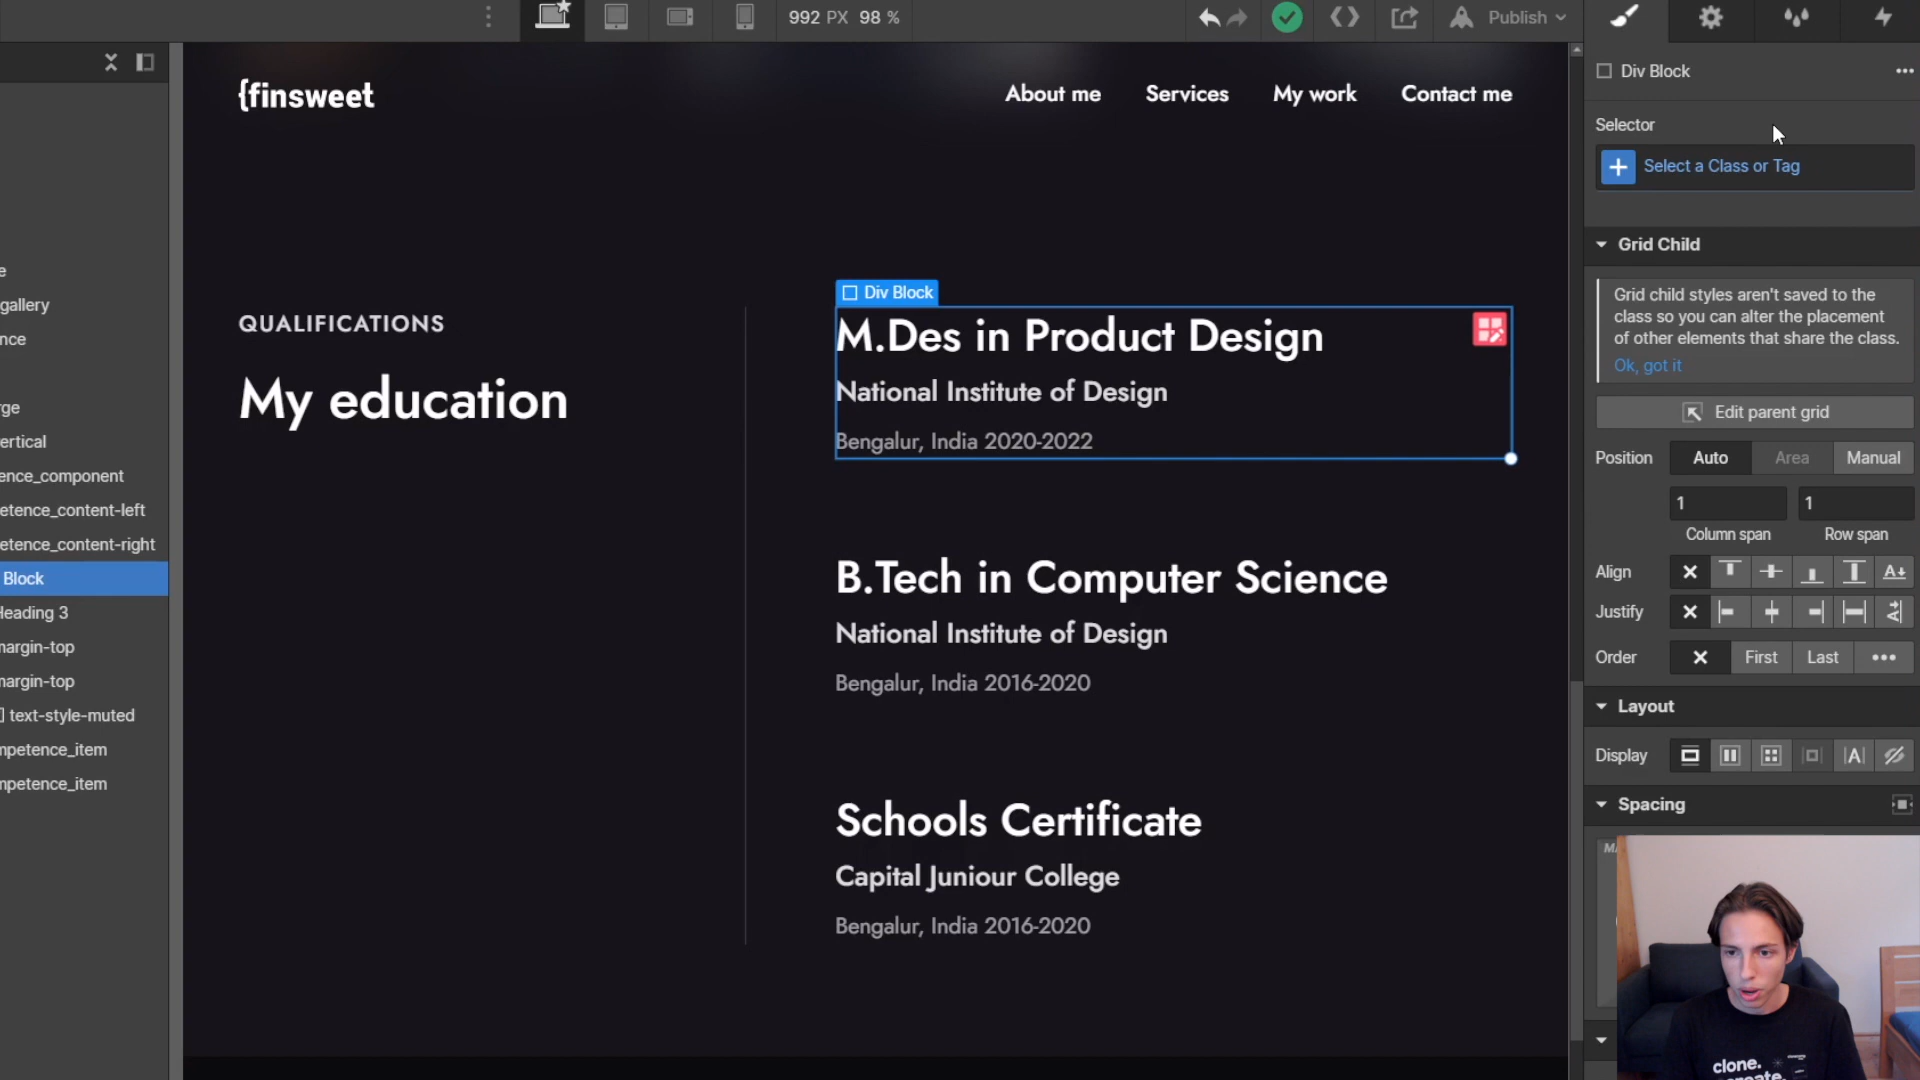 992 PX 98 %
Publish
Div Block
Selector
Select a Class or Tag
Grid Child
Grid child styles aren't saved to the
class so you can alter the placement
of other elements that share the class.
Ok, got it
Edit parent grid
Position Auto Area Manual
1 1
Column span Row span
Align
Justify
Order First Last
Layout
Display
Spacing
{finsweet
About me Services My work Contact me
QUALIFICATIONS
My education
Div Block
M.Des in Product Design
National Institute of Design
Bengalur, India 2020-2022
B.Tech in Computer Science
National Institute of Design
Bengalur, India 2016-2020
Schools Certificate
Capital Juniour College
Bengalur, India 2016-2020
e
gallery
nce
rge
ertical
ence_component
etence_content-left
etence_content-right
Block
Heading 3
margin-top
margin-top
text-style-muted
mpetence_item
mpetence_item
clone.